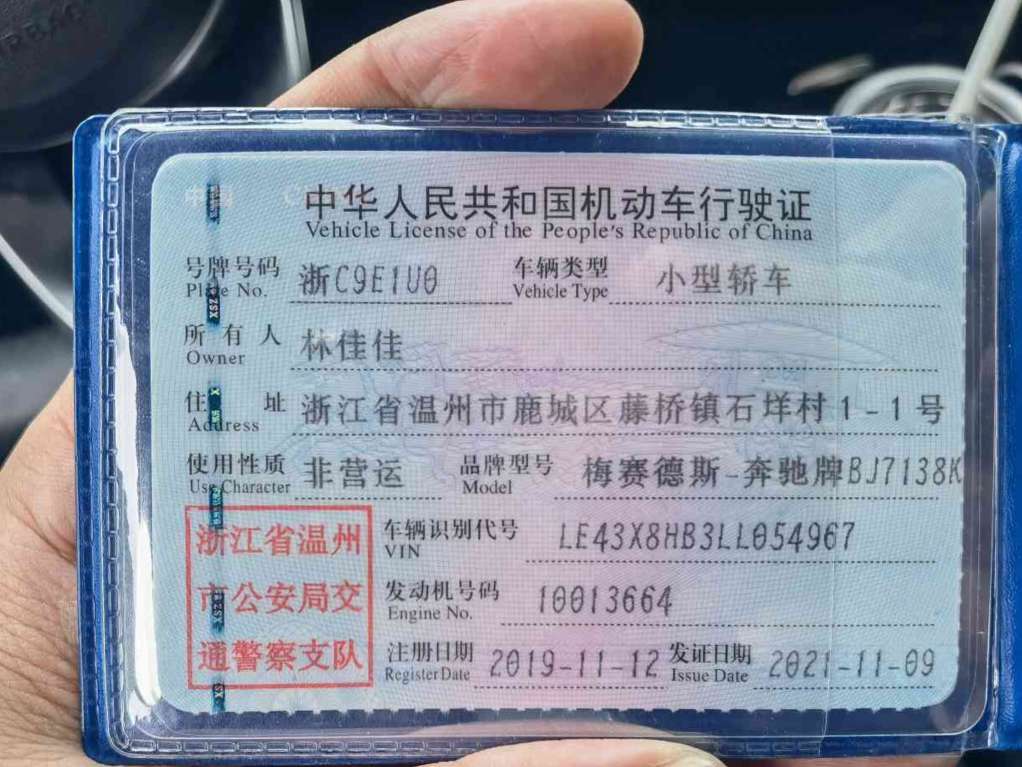 中华人民共和国机动车行驶证
Vehicle License of the People's Republic of China
号牌号码 浙C9E1U0 车辆类型 小型轿车
Plate No. Vehicle Type
所有人 林佳佳
Owner
住址 浙江省温州市鹿城区藤桥镇石垟村1-1号
Address
使用性质 非营运 品牌型号 梅赛德斯-奔驰牌BJ7138K
Use Character Model
浙江省温州
市公安局交
通警察支队
车辆识别代号 LE43X8HB3LL054967
VIN
发动机号码 10013664
Engine No.
注册日期 2019-11-12 发证日期 2021-11-09
Register Date Issue Date